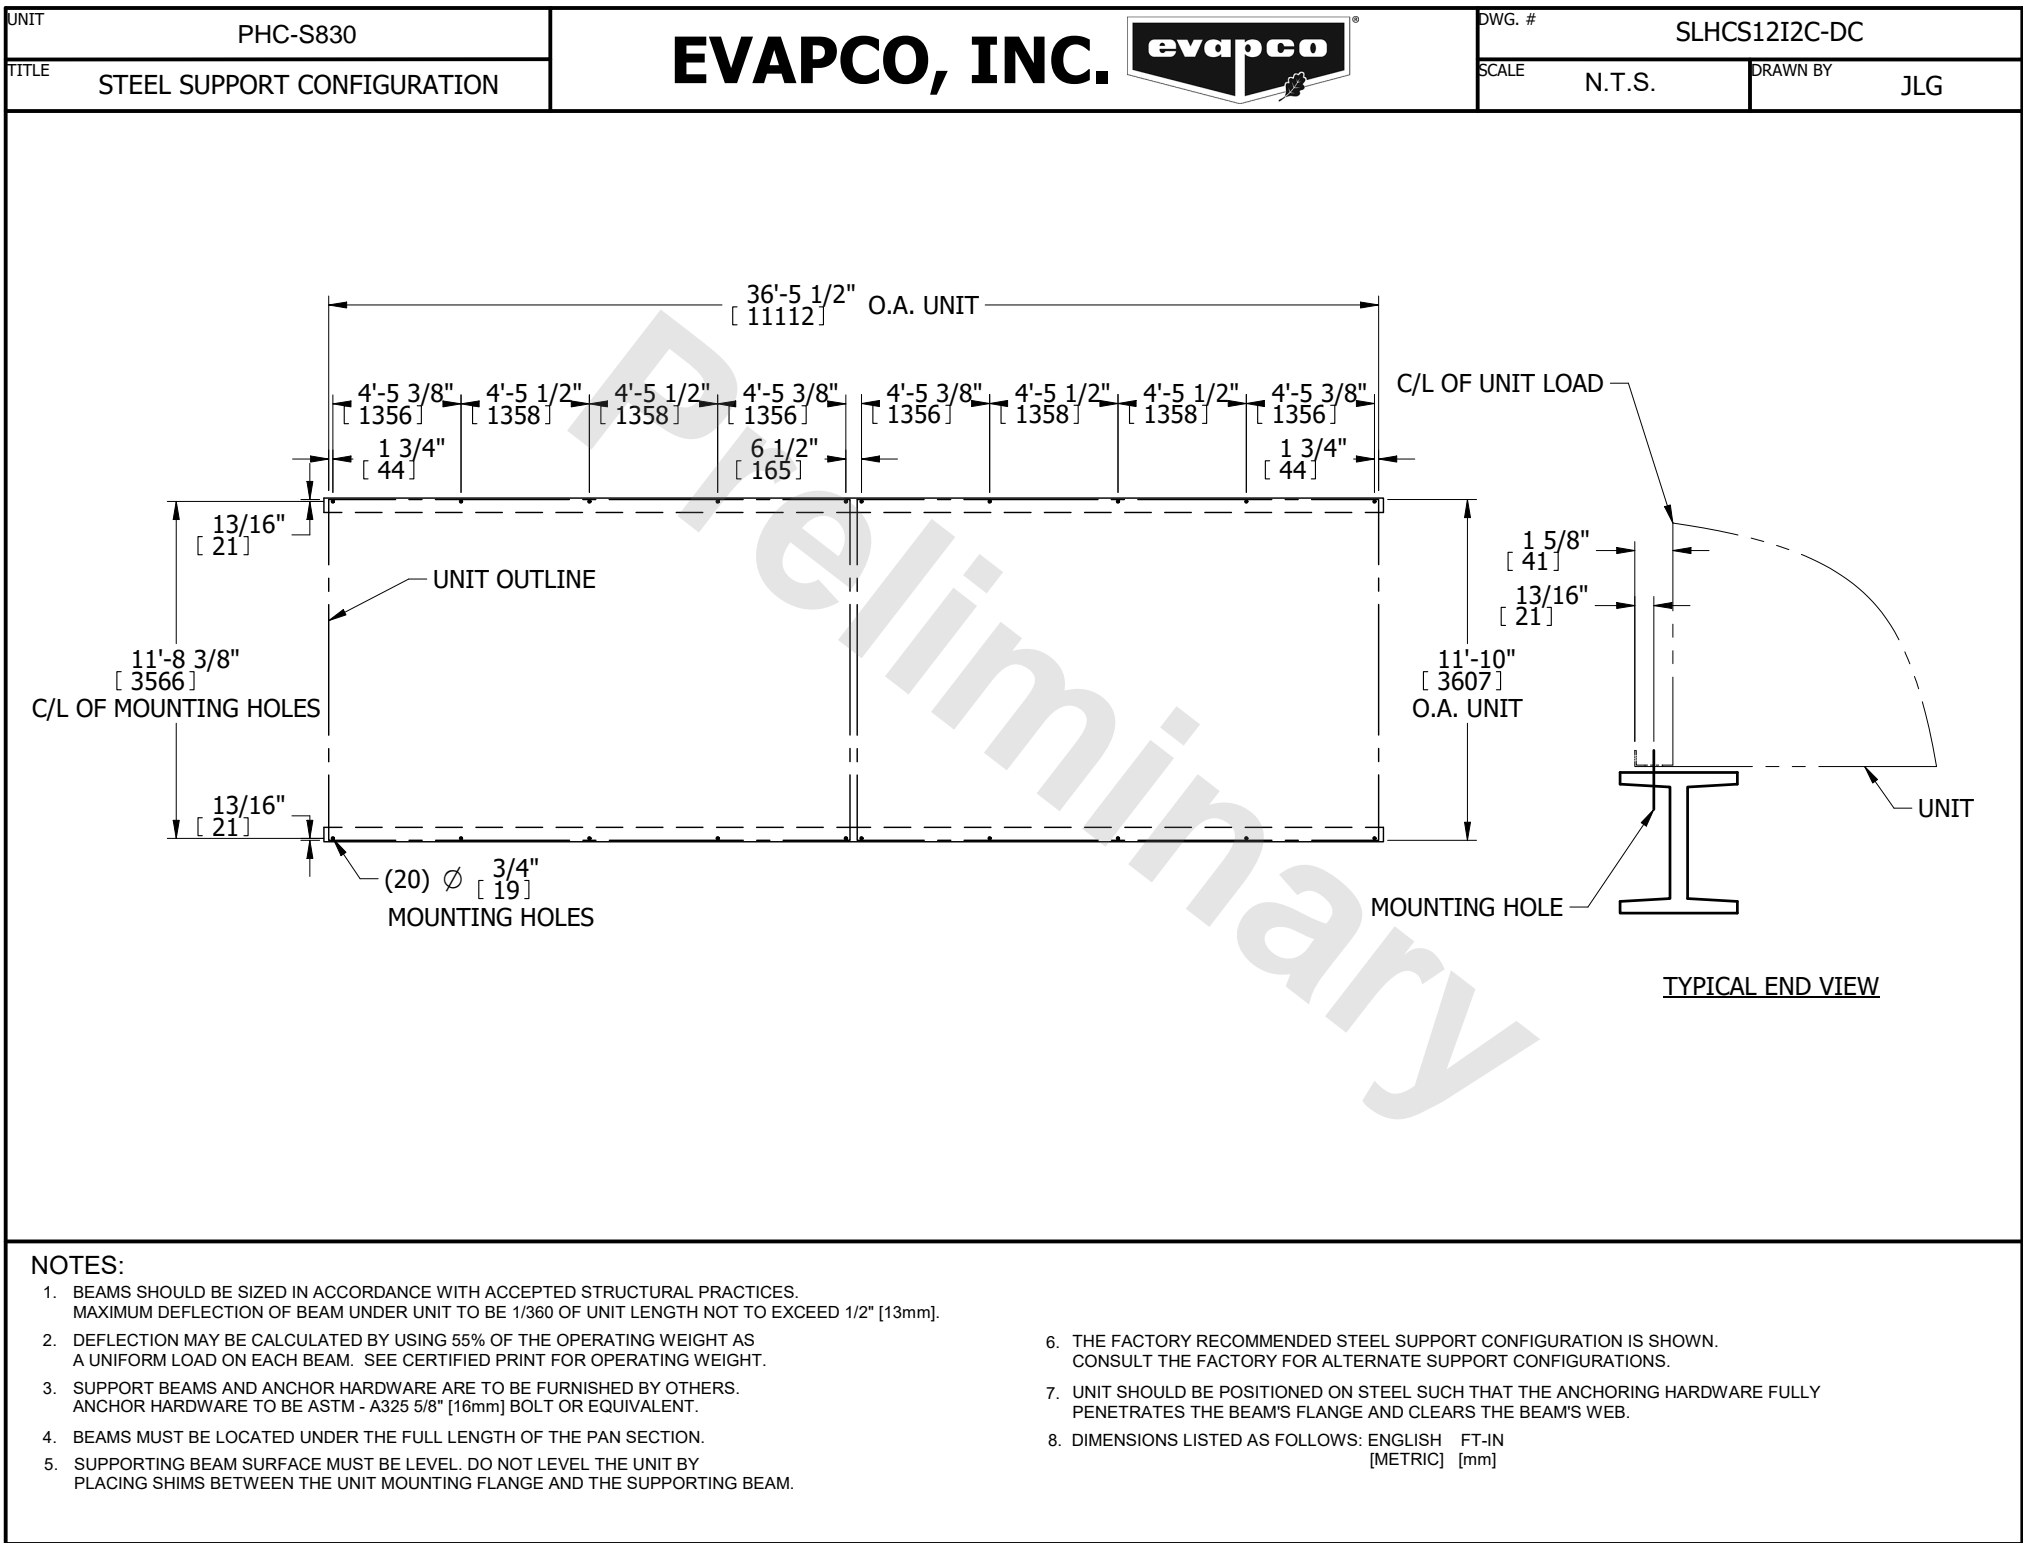 UNIT
PHC-S830
TITLE
STEEL SUPPORT CONFIGURATION
EVAPCO, INC.
evapco
®
DWG. #
SLHCS12I2C-DC
SCALE
N.T.S.
DRAWN BY
JLG
36'-5 1/2"
[ 11112 ]
O.A. UNIT
4'-5 3/8" 4'-5 1/2" 4'-5 1/2" 4'-5 3/8" 4'-5 3/8" 4'-5 1/2" 4'-5 1/2" 4'-5 3/8"
[ 1356 ] [ 1358 ] [ 1358 ] [ 1356 ] [ 1356 ] [ 1358 ] [ 1358 ] [ 1356 ]
1 3/4" 6 1/2" 1 3/4"
[ 44 ] [ 165 ] [ 44 ]
C/L OF UNIT LOAD
13/16"
[ 21 ]
UNIT OUTLINE
11'-8 3/8"
[ 3566 ]
C/L OF MOUNTING HOLES
13/16"
[ 21 ]
(20) Ø 3/4"
[ 19 ]
MOUNTING HOLES
11'-10"
[ 3607 ]
O.A. UNIT
1 5/8"
[ 41 ]
13/16"
[ 21 ]
UNIT
MOUNTING HOLE
TYPICAL END VIEW
Preliminary
NOTES:
1. BEAMS SHOULD BE SIZED IN ACCORDANCE WITH ACCEPTED STRUCTURAL PRACTICES.
MAXIMUM DEFLECTION OF BEAM UNDER UNIT TO BE 1/360 OF UNIT LENGTH NOT TO EXCEED 1/2" [13mm].
2. DEFLECTION MAY BE CALCULATED BY USING 55% OF THE OPERATING WEIGHT AS
A UNIFORM LOAD ON EACH BEAM. SEE CERTIFIED PRINT FOR OPERATING WEIGHT.
3. SUPPORT BEAMS AND ANCHOR HARDWARE ARE TO BE FURNISHED BY OTHERS.
ANCHOR HARDWARE TO BE ASTM - A325 5/8" [16mm] BOLT OR EQUIVALENT.
4. BEAMS MUST BE LOCATED UNDER THE FULL LENGTH OF THE PAN SECTION.
5. SUPPORTING BEAM SURFACE MUST BE LEVEL. DO NOT LEVEL THE UNIT BY
PLACING SHIMS BETWEEN THE UNIT MOUNTING FLANGE AND THE SUPPORTING BEAM.
6. THE FACTORY RECOMMENDED STEEL SUPPORT CONFIGURATION IS SHOWN.
CONSULT THE FACTORY FOR ALTERNATE SUPPORT CONFIGURATIONS.
7. UNIT SHOULD BE POSITIONED ON STEEL SUCH THAT THE ANCHORING HARDWARE FULLY
PENETRATES THE BEAM'S FLANGE AND CLEARS THE BEAM'S WEB.
8. DIMENSIONS LISTED AS FOLLOWS: ENGLISH FT-IN
[METRIC] [mm]